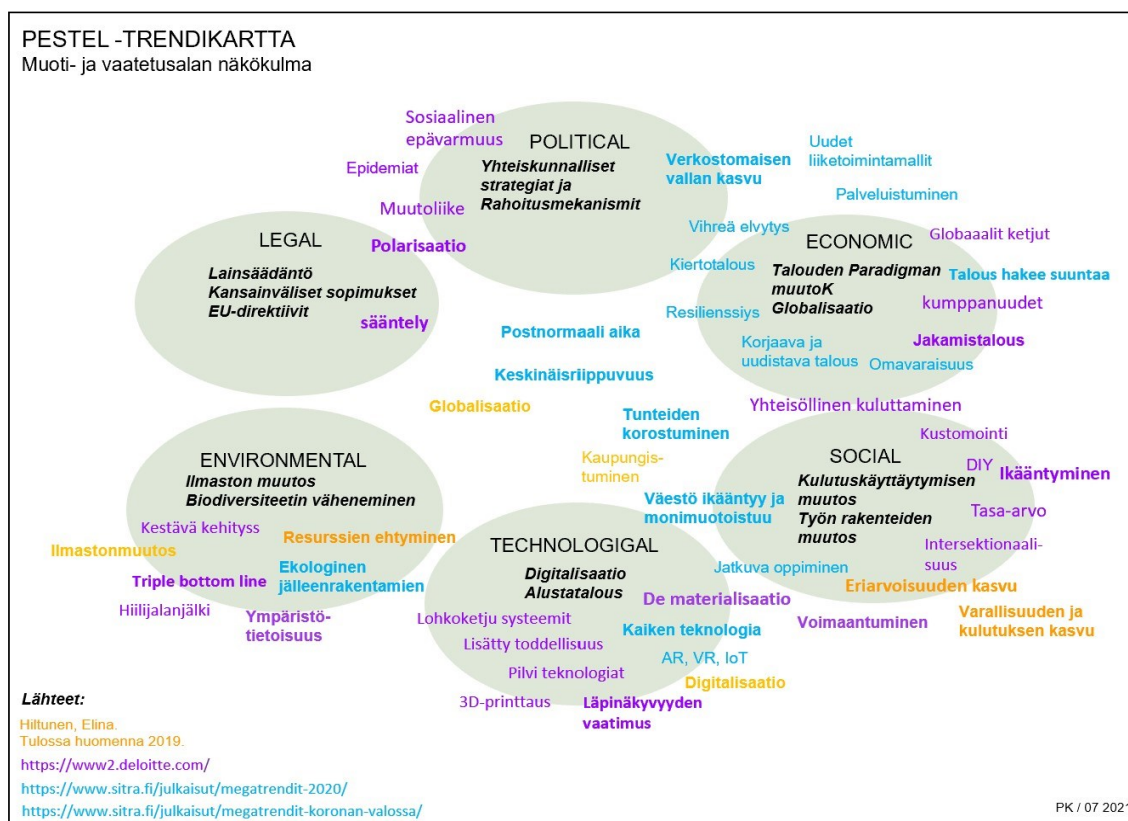 PESTEL -TRENDIKARTTA
Muoti- ja vaatetusalan näkökulma
Sosiaalinen
epävarmuus
Epidemiat
Muutoliike
Polarisaatio
POLITICAL
Yhteiskunnalliset
strategiat ja
Rahoitusmekanismit
Verkostomaisen
vallan kasvu
Uudet
liiketoimintamallit
Palveluistuminen
Vihreä elvytys
Kiertotalous
Resilienssiys
LEGAL
Lainsäädäntö
Kansainväliset sopimukset
EU-direktiivit
sääntely
ECONOMIC
Talouden Paradigman
muutoK
Globalisaatio
Globaaalit ketjut
Talous hakee suuntaa
kumppanuudet
Jakamistalous
Korjaava ja
uudistava talous
Omavaraisuus
Postnormaali aika
Keskinäisriippuvuus
Globalisaatio
Tunteiden
korostuminen
Kaupungis-
tuminen
Väestö ikääntyy ja
monimuotoistuu
Yhteisöllinen kuluttaminen
Kustomointi
SOCIAL
Kulutuskäyttäytymisen
muutos
Työn rakenteiden
muutos
DIY
Ikääntyminen
Tasa-arvo
Intersektionaali-
suus
Jatkuva oppiminen
Eriarvoisuuden kasvu
Voimaantuminen
Varallisuuden ja
kulutuksen kasvu
ENVIRONMENTAL
Ilmaston muutos
Biodiversiteetin väheneminen
Kestävä kehityss
Resurssien ehtyminen
Ilmastonmuutos
Triple bottom line
Ekologinen
jälleenrakentamien
Hiilijalanjälki
Ympäristö-
tietoisuus
TECHNOLOGIGAL
Digitalisaatio
Alustatalous
De materialisaatio
Lohkoketju systeemit
Kaiken teknologia
Lisätty toddellisuus
AR, VR, IoT
Pilvi teknologiat
Digitalisaatio
3D-printtaus
Läpinäkyvyyden
vaatimus
Lähteet:
Hiltunen, Elina.
Tulossa huomenna 2019.
https://www2.deloitte.com/
https://www.sitra.fi/julkaisut/megatrendit-2020/
https://www.sitra.fi/julkaisut/megatrendit-koronan-valossa/
PK / 07 2021